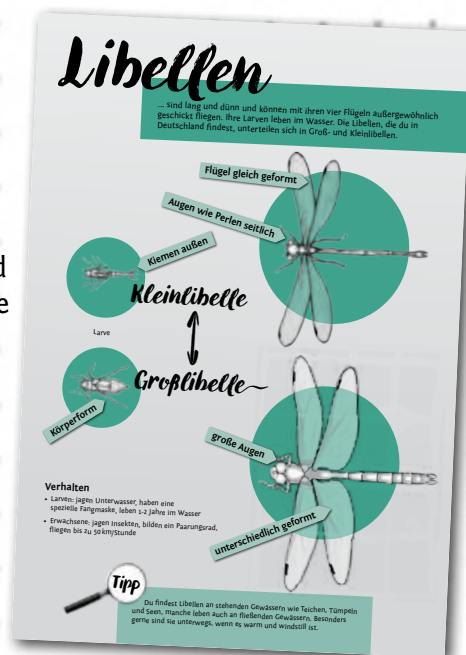 Libellen
... sind lang und dünn und können mit ihren vier Flügeln außergewöhnlich
geschickt fliegen. Ihre Larven leben im Wasser. Die Libellen, die du in
Deutschland findest, unterteilen sich in Groß- und Kleinlibellen.
Flügel gleich geformt
Augen wie Perlen seitlich
Kiemen außen
d
e
Kleinlibelle
Larve
Großlibelle
Körperform
große Augen
unterschiedlich geformt
Verhalten
• Larven: jagen Unterwasser, haben eine
spezielle Fangmaske, leben 1-2 Jahre im Wasser
• Erwachsene: jagen Insekten, bilden ein Paarungsrad,
fliegen bis zu 50km/Stunde
Tipp
Du findest Libellen an stehenden Gewässern wie Teichen, Tümpeln
und Seen, manche leben auch an fließenden Gewässern. Besonders
gerne sind sie unterwegs, wenn es warm und windstill ist.